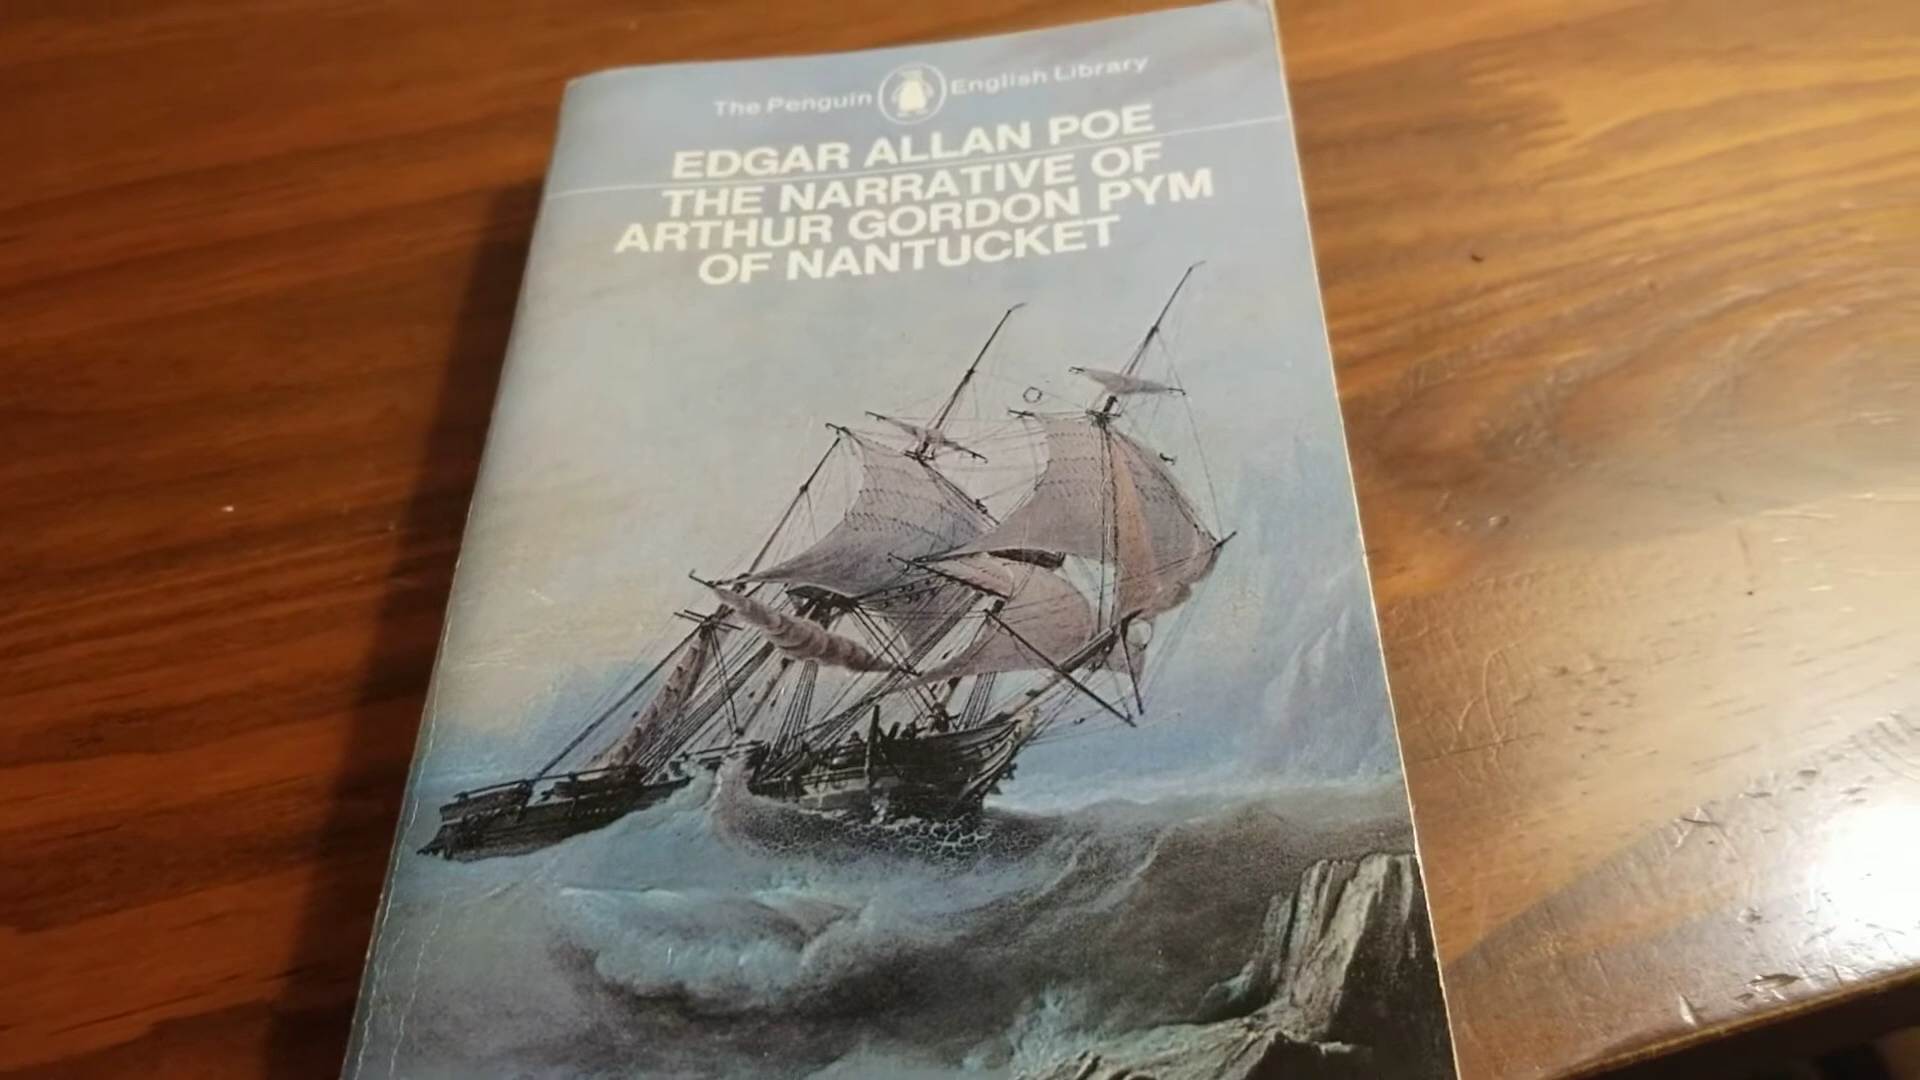 The Penguin English Library
EDGAR ALLAN POE
THE NARRATIVE OF
ARTHUR GORDON PYM
OF NANTUCKET